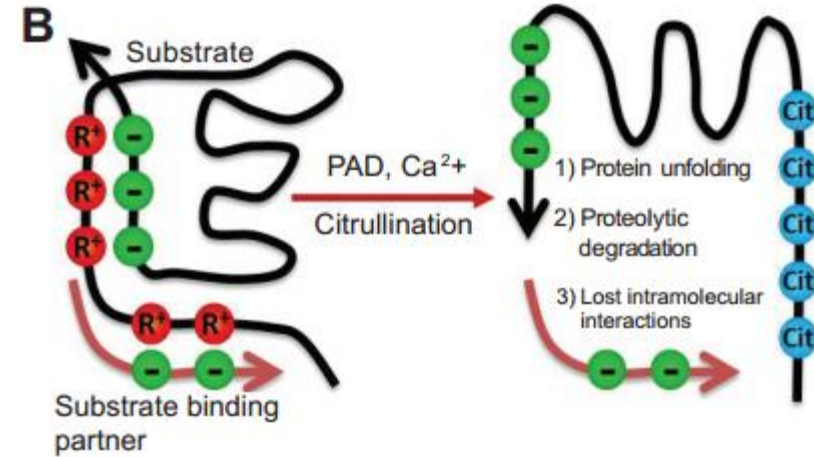 B
Substrate
R⁺
-
R⁺
-
R⁺
-
R⁺
R⁺
-
-
Substrate binding
partner
PAD, Ca²+
Citrullination
-
-
-
1) Protein unfolding
2) Proteolytic
degradation
3) Lost intramolecular
interactions
-
-
Cit
Cit
Cit
Cit
Cit